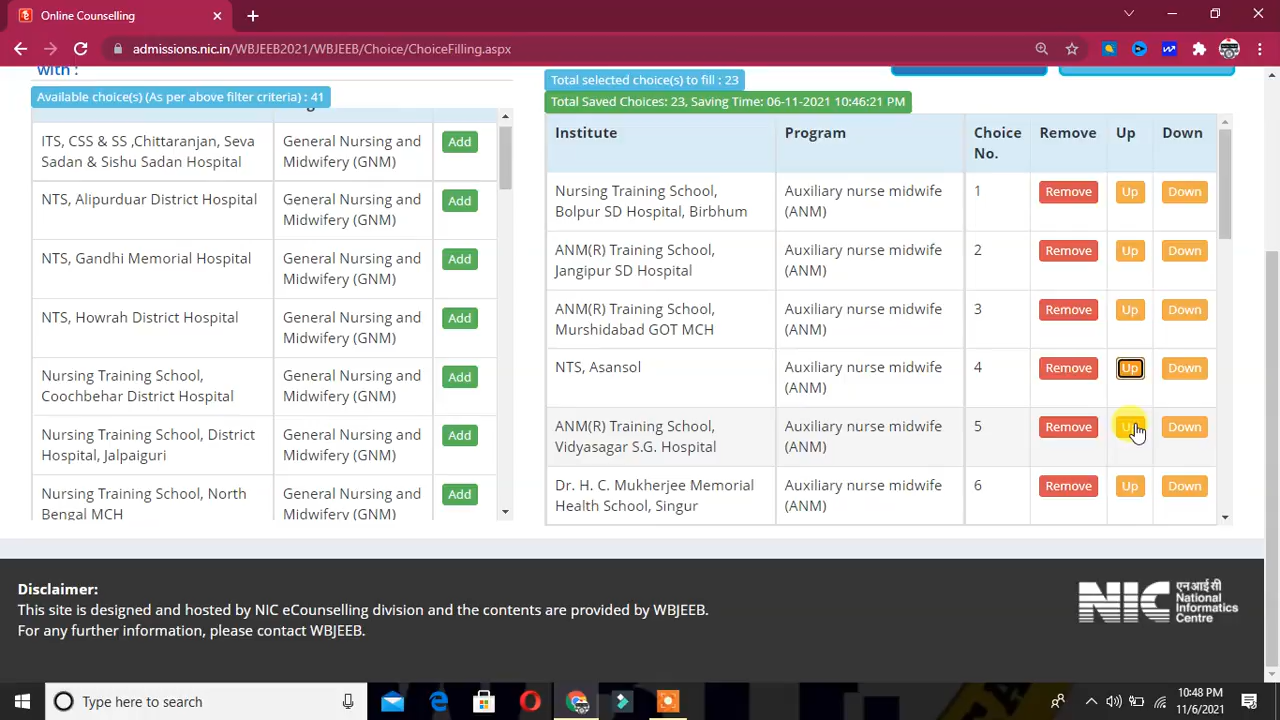 Online Counselling
admissions.nic.in/WBJEEB2021/WBJEEB/Choice/ChoiceFilling.aspx
with :
Available choice(s) (As per above filter criteria) : 41
ITS, CSS & SS ,Chittaranjan, Seva
Sadan & Sishu Sadan Hospital
General Nursing and
Midwifery (GNM)
Add
NTS, Alipurduar District Hospital
General Nursing and
Midwifery (GNM)
Add
NTS, Gandhi Memorial Hospital
General Nursing and
Midwifery (GNM)
Add
NTS, Howrah District Hospital
General Nursing and
Midwifery (GNM)
Add
Nursing Training School,
Coochbehar District Hospital
General Nursing and
Midwifery (GNM)
Add
Nursing Training School, District
Hospital, Jalpaiguri
General Nursing and
Midwifery (GNM)
Add
Nursing Training School, North
Bengal MCH
General Nursing and
Midwifery (GNM)
Add
Total selected choice(s) to fill : 23
Total Saved Choices: 23, Saving Time: 06-11-2021 10:46:21 PM
Institute
Program
Choice
No.
Remove
Up
Down
Nursing Training School,
Bolpur SD Hospital, Birbhum
Auxiliary nurse midwife
(ANM)
1
Remove
Up
Down
ANM(R) Training School,
Jangipur SD Hospital
Auxiliary nurse midwife
(ANM)
2
Remove
Up
Down
ANM(R) Training School,
Murshidabad GOT MCH
Auxiliary nurse midwife
(ANM)
3
Remove
Up
Down
NTS, Asansol
Auxiliary nurse midwife
(ANM)
4
Remove
Up
Down
ANM(R) Training School,
Vidyasagar S.G. Hospital
Auxiliary nurse midwife
(ANM)
5
Remove
Up
Down
Dr. H. C. Mukherjee Memorial
Health School, Singur
Auxiliary nurse midwife
(ANM)
6
Remove
Up
Down
Disclaimer:
This site is designed and hosted by NIC eCounselling division and the contents are provided by WBJEEB.
For any further information, please contact WBJEEB.
NIC
एन आई सी
National
Informatics
Centre
Type here to search
10:48 PM
11/6/2021